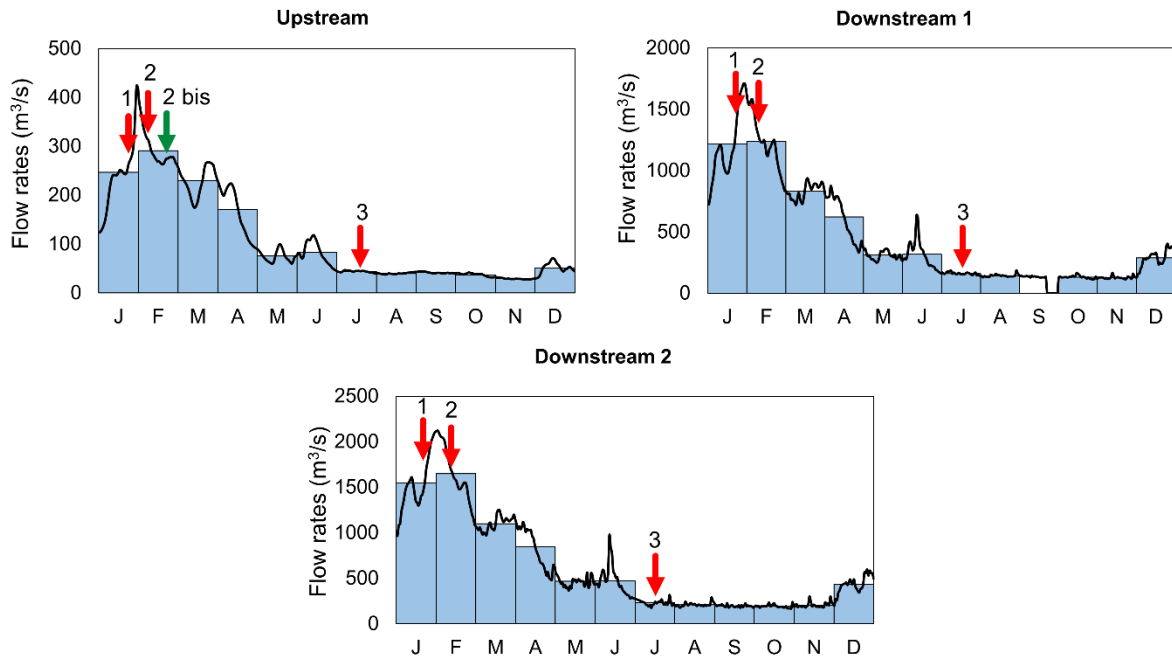 Upstream
Flow rates (m³/s)
500
400
300
200
100
0
1
2
2 bis
3
J F M A M J J A S O N D
Downstream 1
Flow rates (m³/s)
2000
1500
1000
500
0
1
2
3
J F M A M J J A S O N D
Downstream 2
Flow rates (m³/s)
2500
2000
1500
1000
500
0
1
2
3
J F M A M J J A S O N D